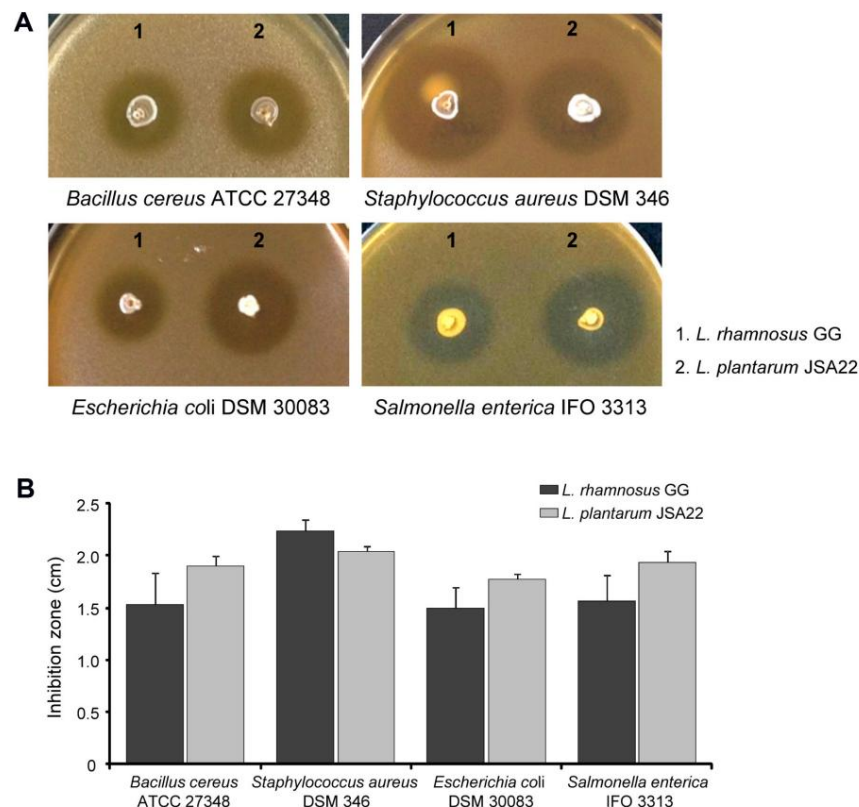 A
1 2
1 2
Bacillus cereus ATCC 27348
Staphylococcus aureus DSM 346
1 2
1 2
Escherichia coli DSM 30083
Salmonella enterica IFO 3313
1. L. rhamnosus GG
2. L. plantarum JSA22
B
L. rhamnosus GG
L. plantarum JSA22
Inhibition zone (cm)
2.5
2.0
1.5
1.0
0.5
0
Bacillus cereus
ATCC 27348
Staphylococcus aureus
DSM 346
Escherichia coli
DSM 30083
Salmonella enterica
IFO 3313